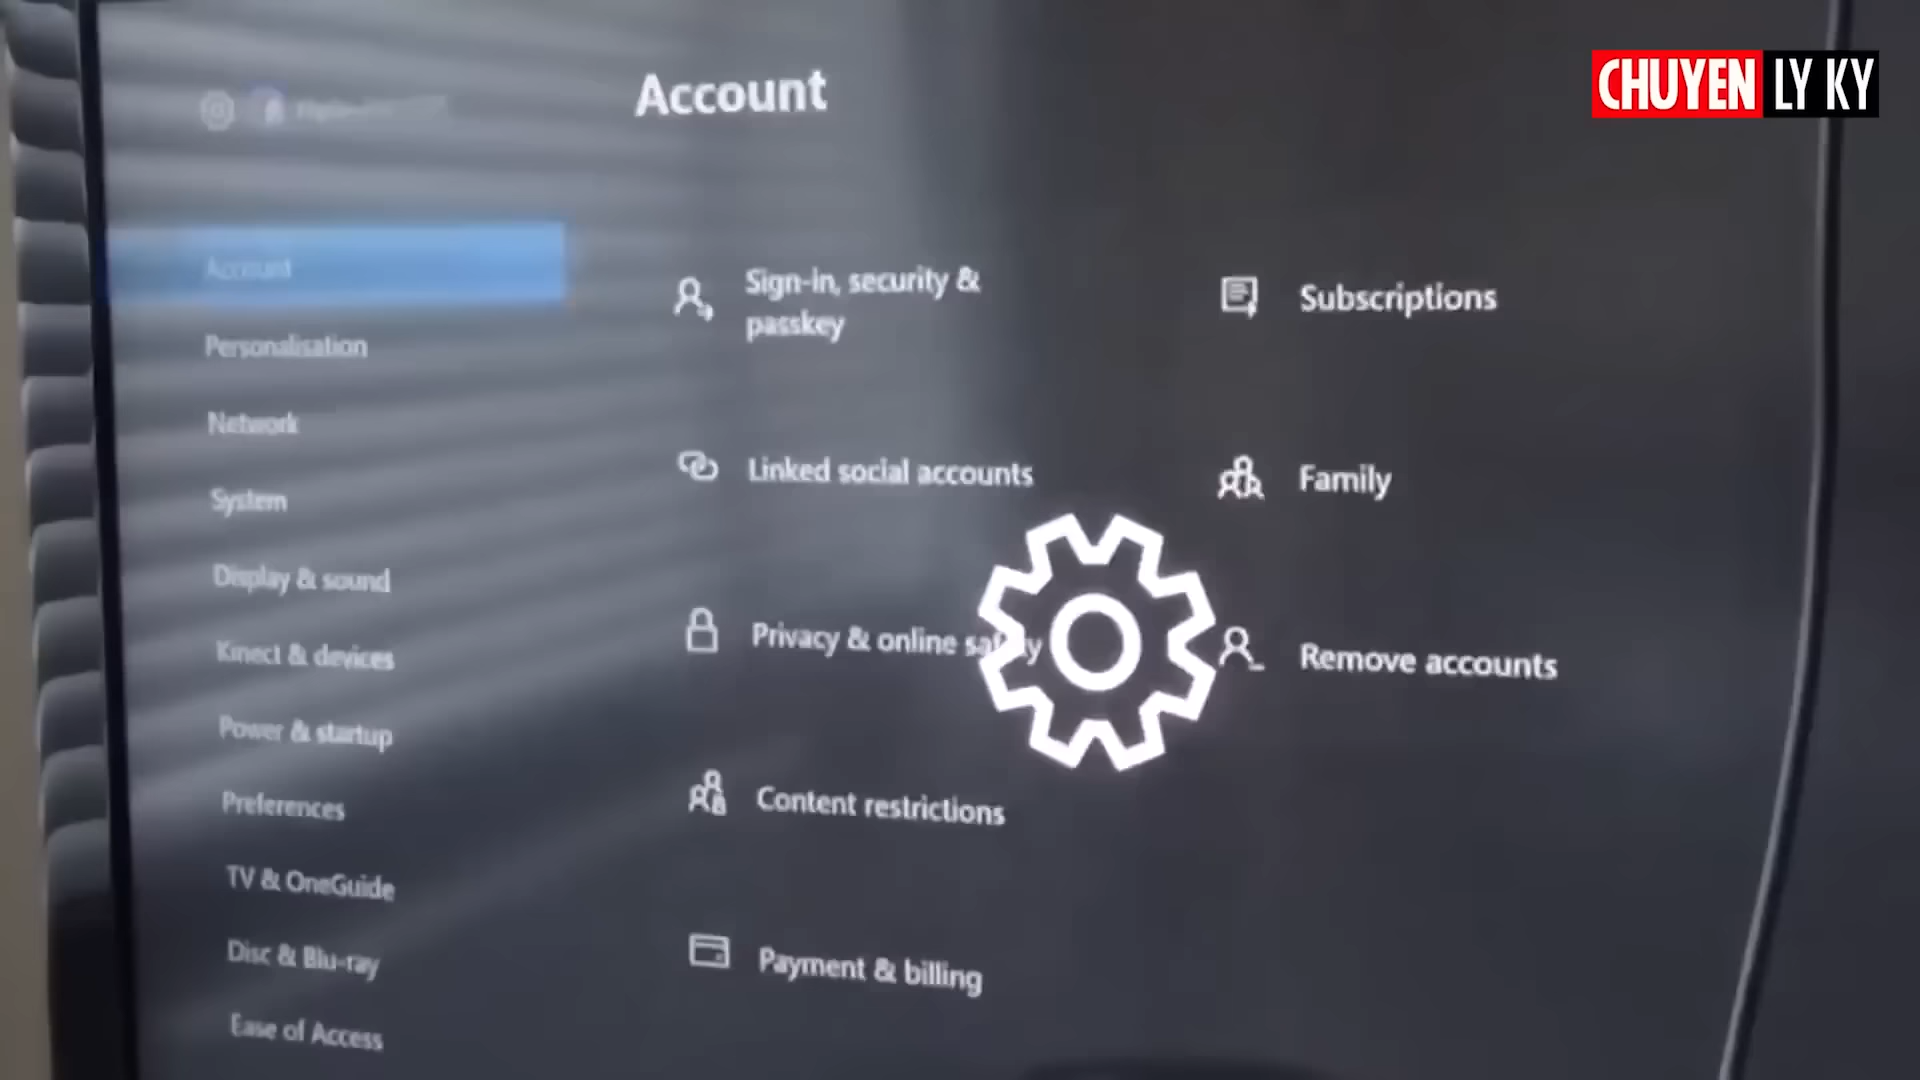 CHUYEN LY KY
Account
Account
Personalisation
Network
System
Display & sound
Kinect & devices
Power & startup
Preferences
TV & OneGuide
Disc & Blu-ray
Ease of Access
Sign-in, security &
passkey
Linked social accounts
Privacy & online safety
Content restrictions
Payment & billing
Subscriptions
Family
Remove accounts